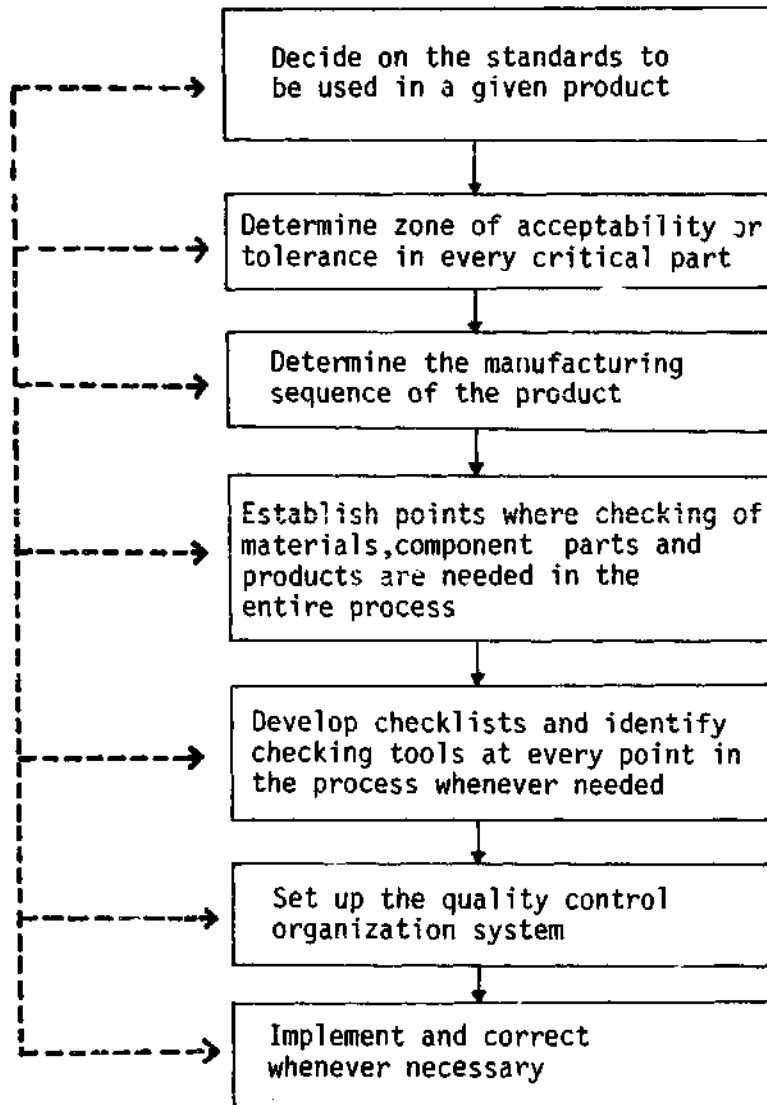 Decide on the standards to
be used in a given product
Determine zone of acceptability or
tolerance in every critical part
Determine the manufacturing
sequence of the product
Establish points where checking of
materials,component parts and
products are needed in the
entire process
Develop checklists and identify
checking tools at every point in
the process whenever needed
Set up the quality control
organization system
Implement and correct
whenever necessary